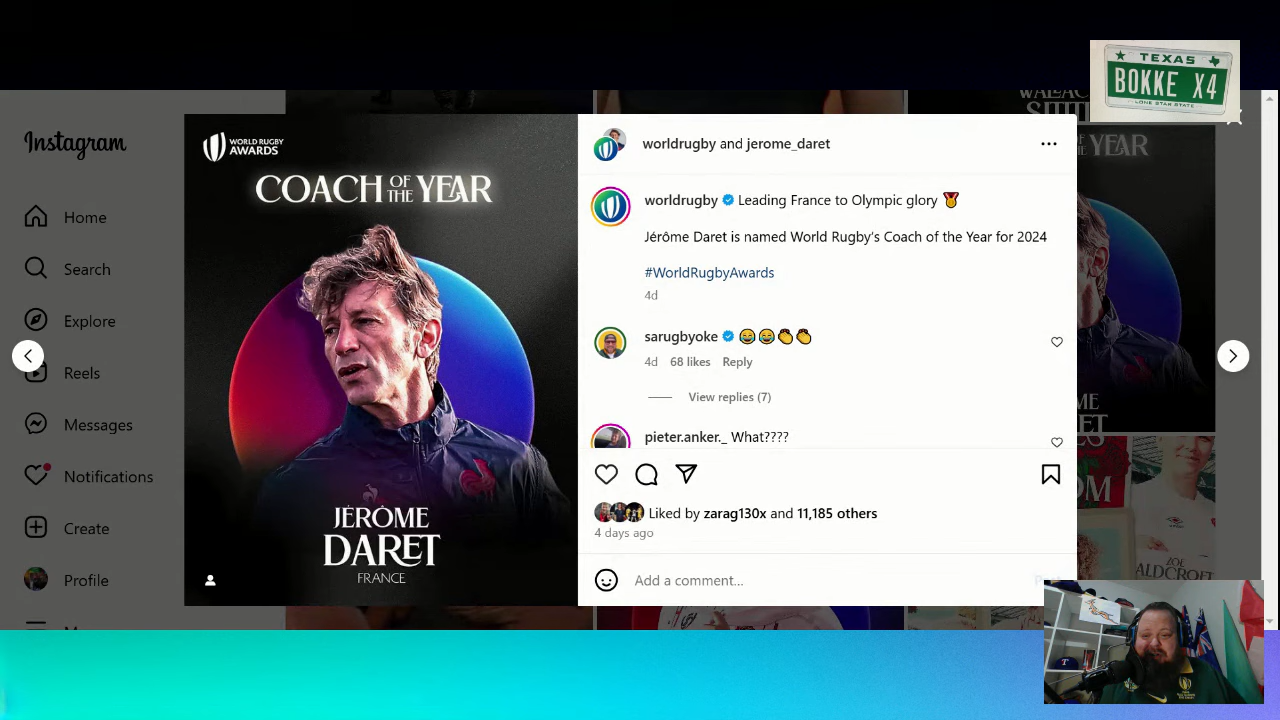 TEXAS
BOKKE X4
LONE STAR STATE
Instagram
Home
Search
Explore
Reels
Messages
Notifications
Create
Profile
WORLD RUGBY
AWARDS
COACH OF THE YEAR
JÉRÔME
DARET
FRANCE
worldrugby and jerome_daret
worldrugby Leading France to Olympic glory 🏅
Jérôme Daret is named World Rugby's Coach of the Year for 2024
#WorldRugbyAwards
4d
sarugbyoke 😂😂👏👏
4d 68 likes Reply
View replies (7)
pieter.anker._ What????
Liked by zarag130x and 11,185 others
4 days ago
Add a comment...
YEAR
ZOE
ALDCROFT
T